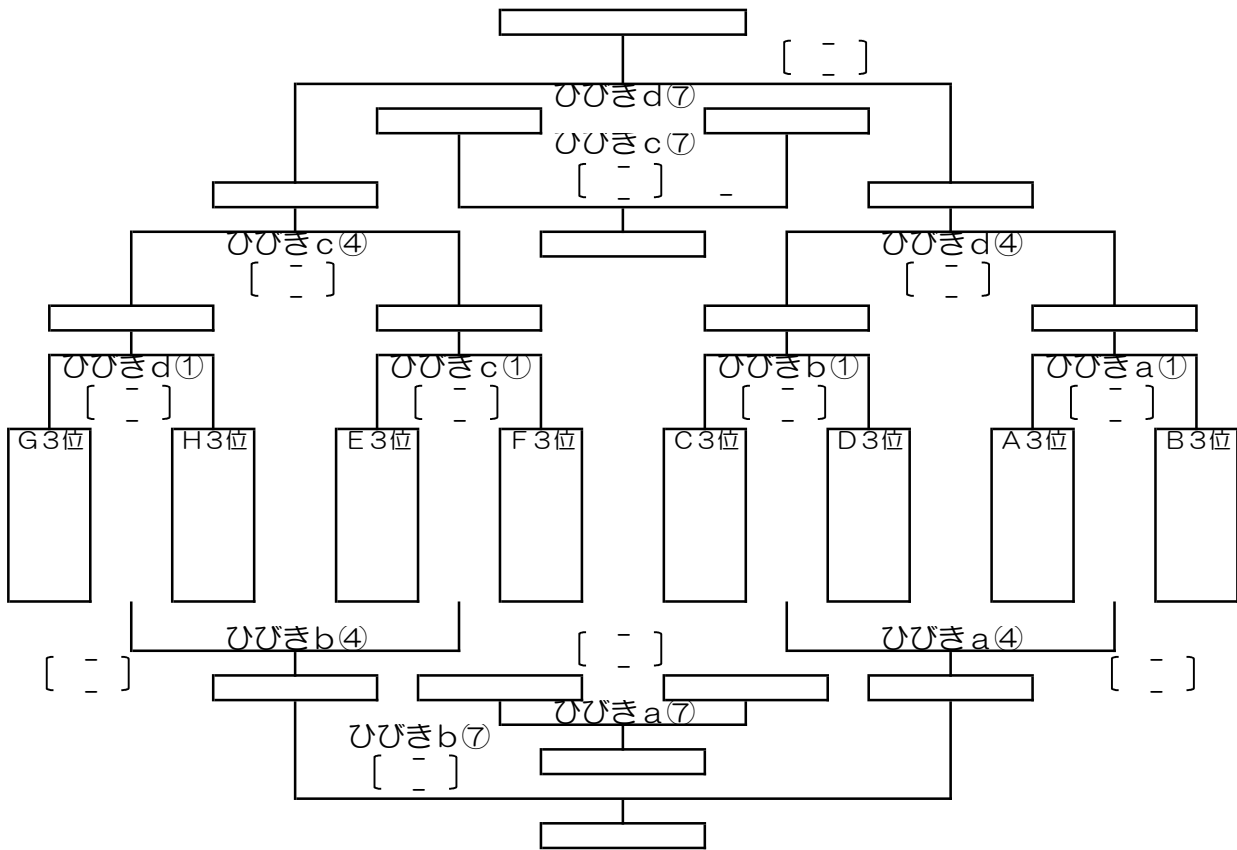 〔 - - 〕
ひびきd⑦
ひびきc⑦
〔 - - 〕 -
ひびきc④ ひびきd④
〔 - - 〕 〔 - - 〕
ひびきd① ひびきc① ひびきb① ひびきa①
〔 - - 〕 〔 - - 〕 〔 - - 〕 〔 - - 〕
G3位 H3位 E3位 F3位 C3位 D3位 A3位 B3位
ひびきb④ 〔 - - 〕 ひびきa④
〔 - - 〕 〔 - - 〕
ひびきa⑦
ひびきb⑦
〔 - - 〕